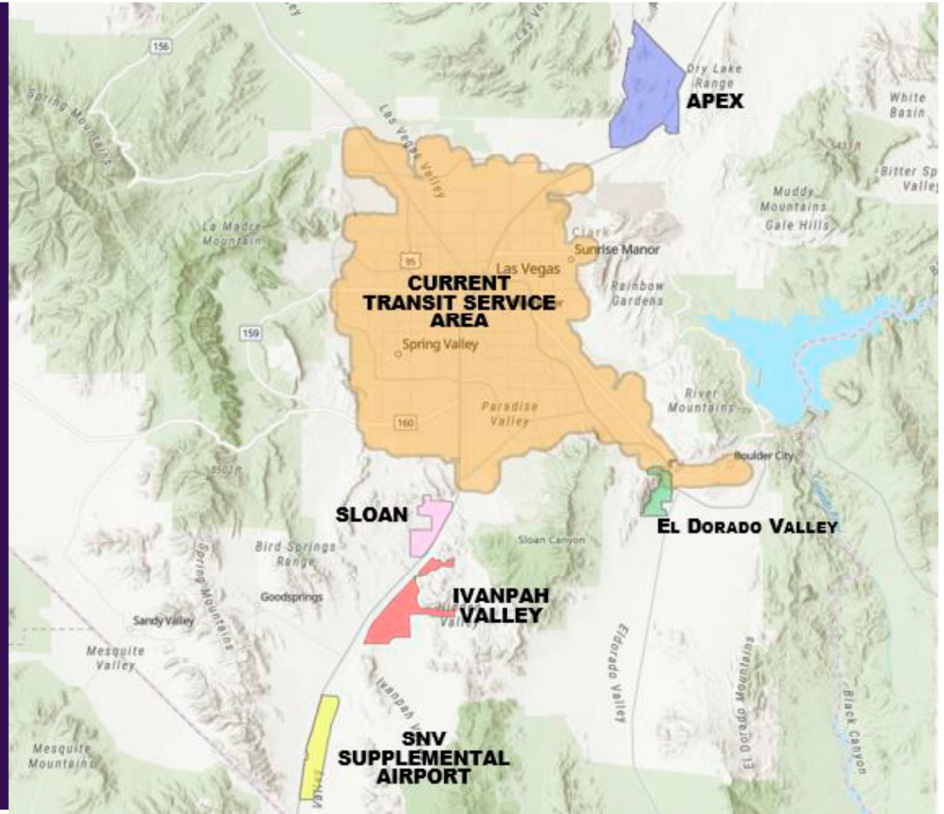 156
Las Vegas Valley
Dry Lake
Range
APEX
White
Basin
Spring Mountains
Muddy
Mountains
Gale Hills
La Madre
Mountain
Clark
Sunrise Manor
95
Las Vegas
CURRENT
TRANSIT SERVICE
AREA
Rainbow
Gardens
159
Spring Valley
160
Paradise
Valley
River
Mountains
Boulder City
SLOAN
EL DORADO VALLEY
Sloan Canyon
Bird Springs
Range
Spring Mountains
Goodsprings
IVANPAH
VALLEY
Sandy Valley
Mesquite
Valley
Eldorado Valley
El Dorado Mountains
Black Canyon
SNV
SUPPLEMENTAL
AIRPORT
Mesquite
Mountains